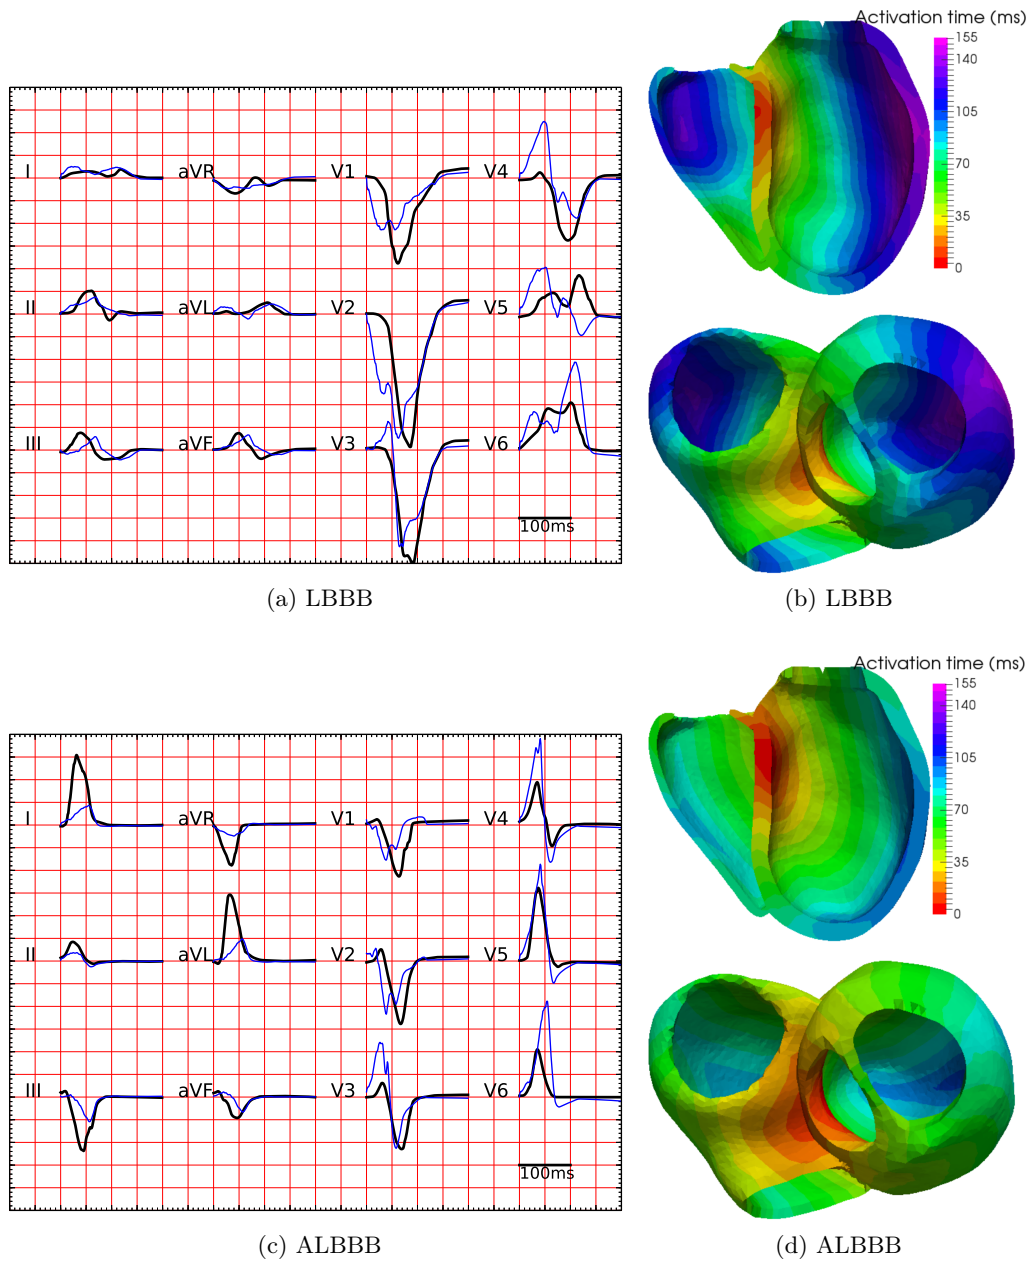 Activation time (ms)
155
140
105
70
35
0
I aVR V1 V4
II aVL V2 V5
III aVF V3 V6
100ms
(a) LBBB
(b) LBBB
Activation time (ms)
155
140
105
70
35
0
I aVR V1 V4
II aVL V2 V5
III aVF V3 V6
100ms
(c) ALBBB
(d) ALBBB